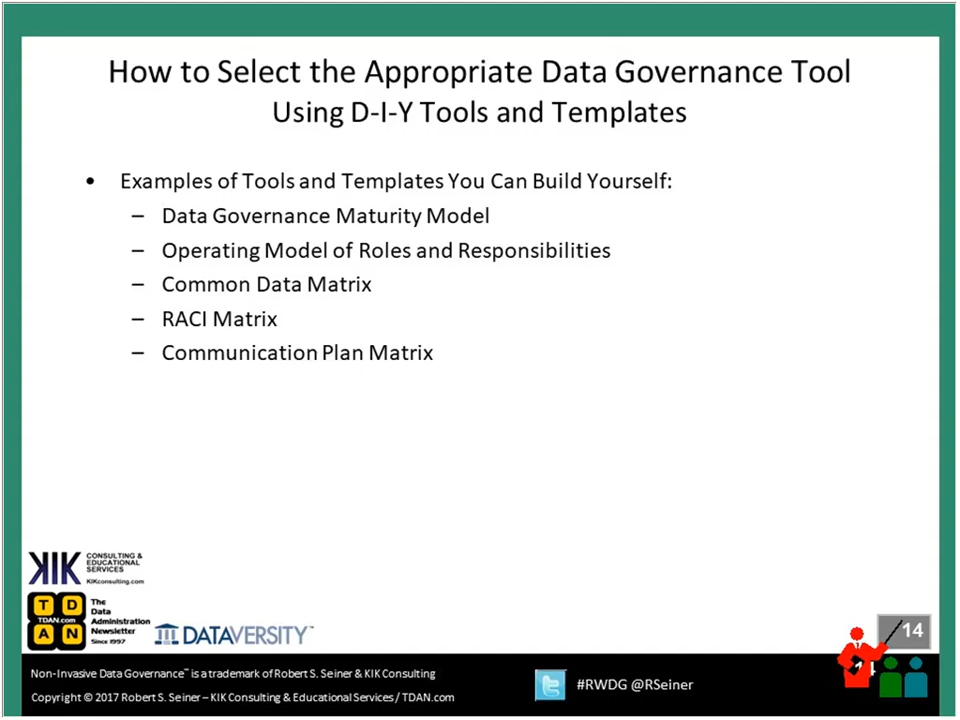 How to Select the Appropriate Data Governance Tool
Using D-I-Y Tools and Templates
• Examples of Tools and Templates You Can Build Yourself:
– Data Governance Maturity Model
– Operating Model of Roles and Responsibilities
– Common Data Matrix
– RACI Matrix
– Communication Plan Matrix
KIK
CONSULTING &
EDUCATIONAL
SERVICES
KIKconsulting.com
T D
TDAN.com
A N
The
Data
Administration
Newsletter
Since 1997
DATAVERSITY™
14
14
Non-Invasive Data Governance™ is a trademark of Robert S. Seiner & KIK Consulting
Copyright © 2017 Robert S. Seiner – KIK Consulting & Educational Services / TDAN.com
#RWDG @RSeiner